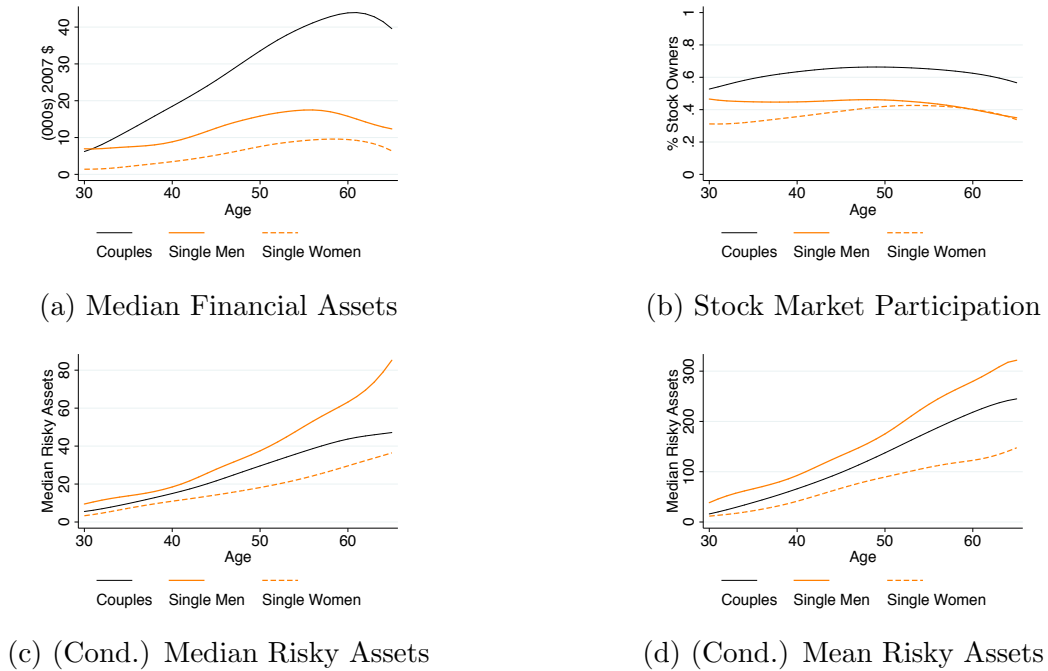 (000s) 2007 $
0 10 20 30 40
30 40 50 60
Age
Couples Single Men Single Women
(a) Median Financial Assets
% Stock Owners
0 .2 .4 .6 .8 1
30 40 50 60
Age
Couples Single Men Single Women
(b) Stock Market Participation
Median Risky Assets
0 20 40 60 80
30 40 50 60
Age
Couples Single Men Single Women
(c) (Cond.) Median Risky Assets
Median Risky Assets
0 100 200 300
30 40 50 60
Age
Couples Single Men Single Women
(d) (Cond.) Mean Risky Assets